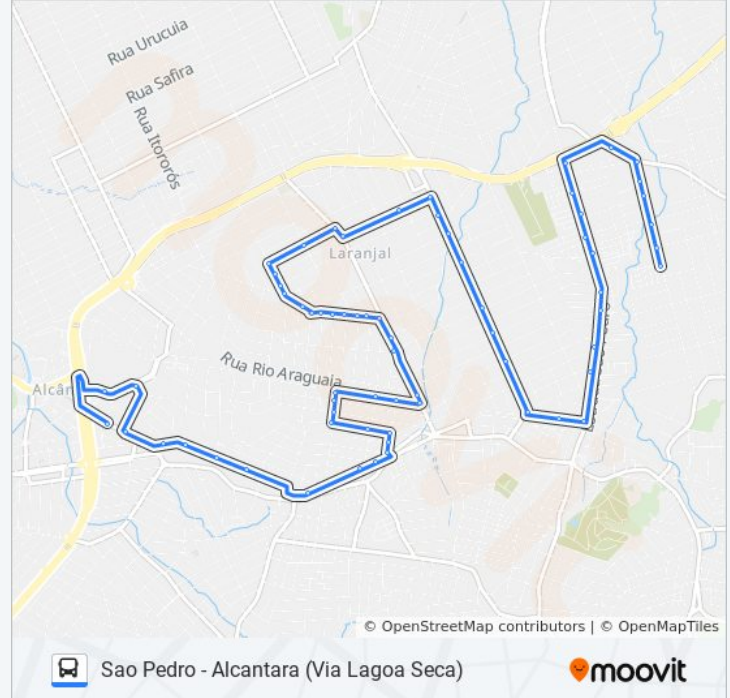 Rua Urucuia
Rua Safira
Rua Itororós
Laranjal
Rua Rio Araguaia
Alcân
© OpenStreetMap contributors | © OpenMapTiles
Sao Pedro - Alcantara (Via Lagoa Seca)
moovit